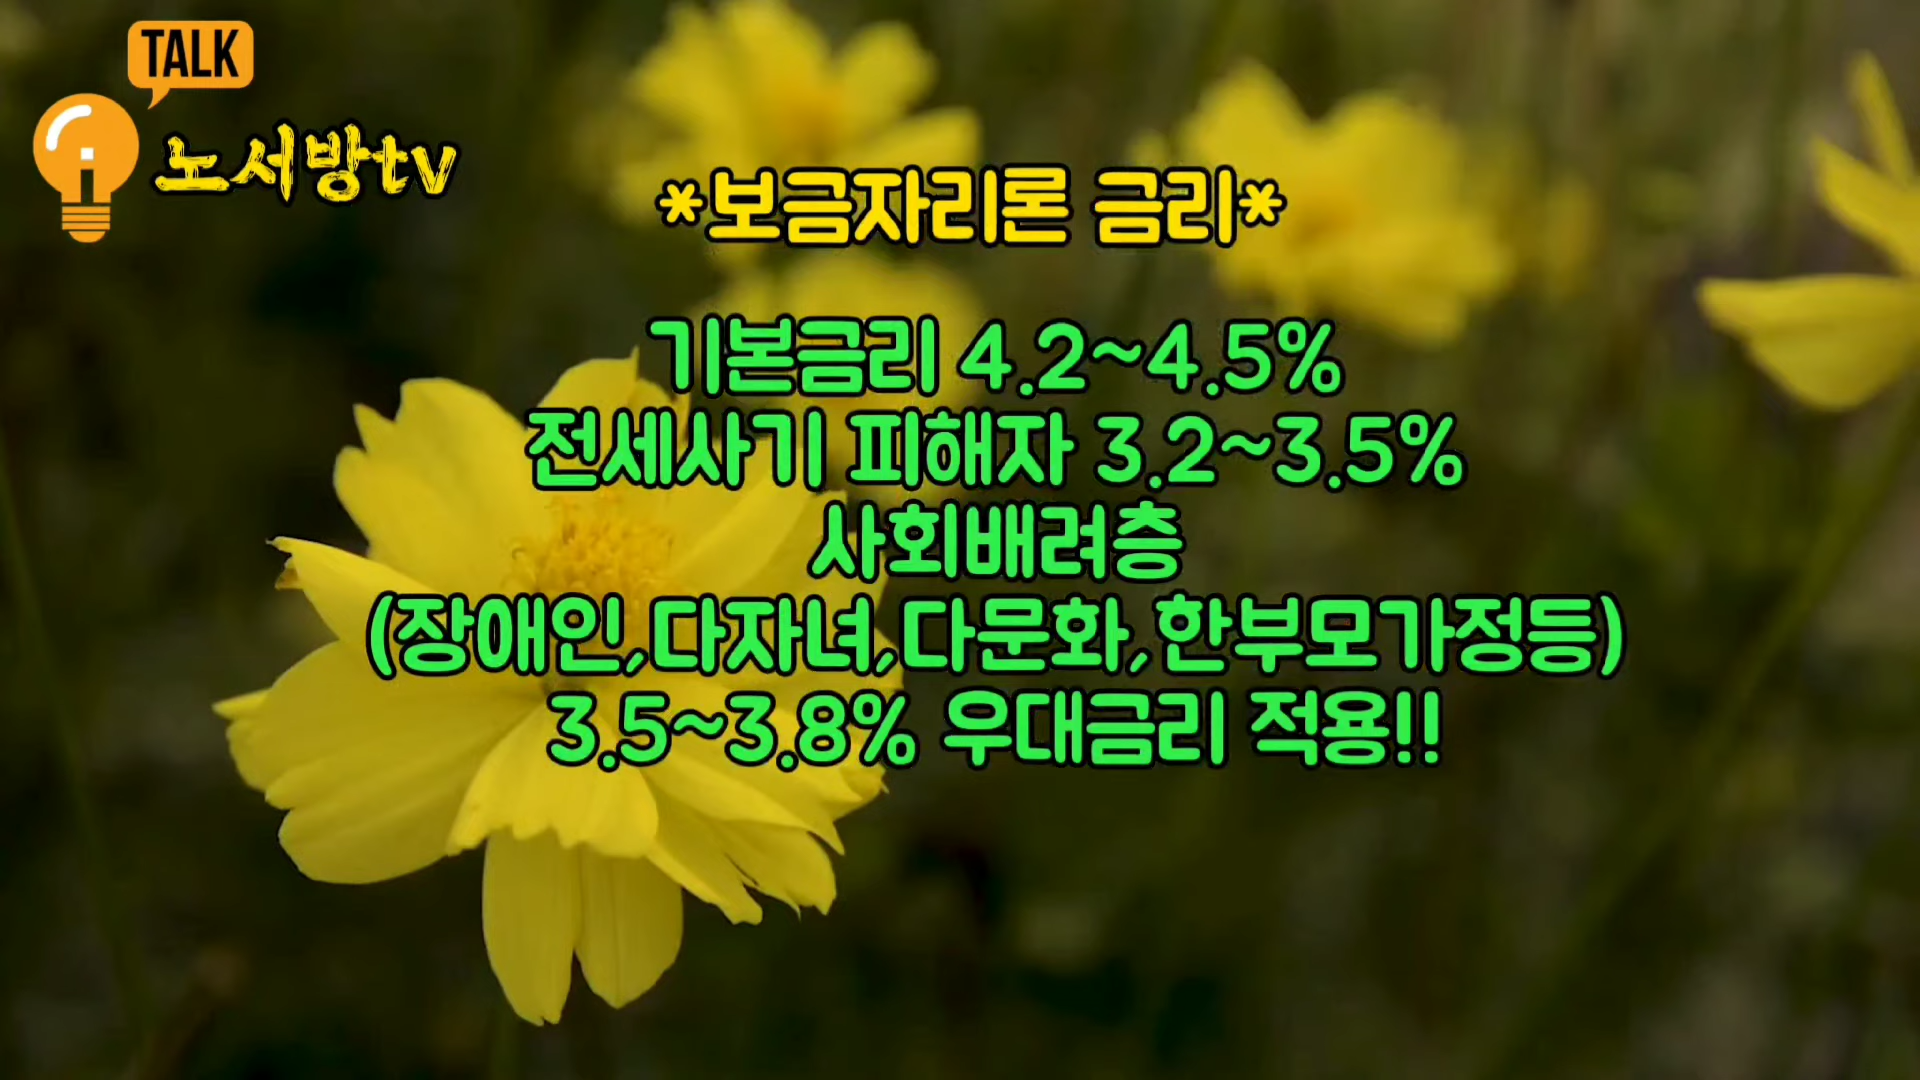 TALK
노서방tv
*보금자리론 금리*
기본금리 4.2~4.5%
전세사기 피해자 3.2~3.5%
사회배려층
(장애인,다자녀,다문화,한부모가정등)
3.5~3.8% 우대금리 적용!!